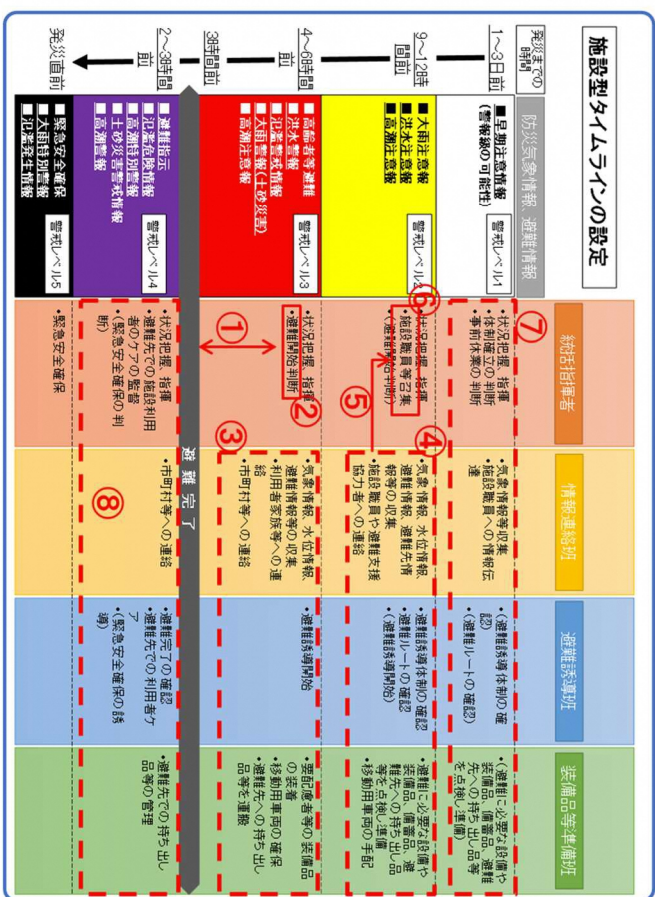 施設型タイムラインの設定
発災までの
時間
防災気象情報、避難情報
統括指揮者
情報連絡班
避難誘導班
装備品等準備班
1～3日前
■早期注意情報
(警報級の可能性)
警戒レベル1
⑦
•状況把握、指揮
•体制確立の判断
•事前休業の判断
•気象情報等収集
•施設職員への情報伝
達
•(避難誘導体制の確
認)
•(避難ルートの確認)
•(避難に必要な設備や
装備品、備蓄品、避難
先への持ち出し品等
を点検し準備)
9～128時
間前
■大雨注意報
■洪水注意報
■高潮注意報
警戒レベル2
⑥
•状況把握、指揮
•施設職員等召集
•(避難開始判断)
⑤
④
•気象情報、水位情報、
避難情報、避難先情
報等の収集
•施設職員や避難支援
協力者への連絡
•避難誘導体制の確認
•避難ルートの確認
•(避難誘導開始)
•避難に必要な設備や
装備品、備蓄品、避
難先への持ち出し品
等を点検し準備
•移動用車両の手配
4～68時間
前
38時間前
■高齢者等避難
■洪水警報
■氾濫警戒情報
■大雨警報(土砂災害)
■高潮注意報
警戒レベル3
•状況把握、指揮
•避難開始判断
②
①
③
•気象情報、水位情報、
避難情報等の収集
•利用者家族等への連
絡
•市町村等への連絡
•避難誘導開始
•要配慮者等の装備品
の装着
•移動用車両の確保
•避難先への持ち出し
品等を運搬
避難完了
2～38時間
前
■避難指示
■氾濫危険情報
■高潮特別警報
■土砂災害警戒情報
■高潮警報
警戒レベル4
•状況把握、指揮
•避難先での施設利用
者のケアの監督
•(緊急安全確保の判
断)
⑧
•市町村等への連絡
•避難完了の確認
•避難先での利用者ケ
ア
•(緊急安全確保の誘
導)
•避難先での持ち出し
品等の管理
発災直前
■緊急安全確保
■大雨特別警報
■氾濫発生情報
警戒レベル5
•緊急安全確保